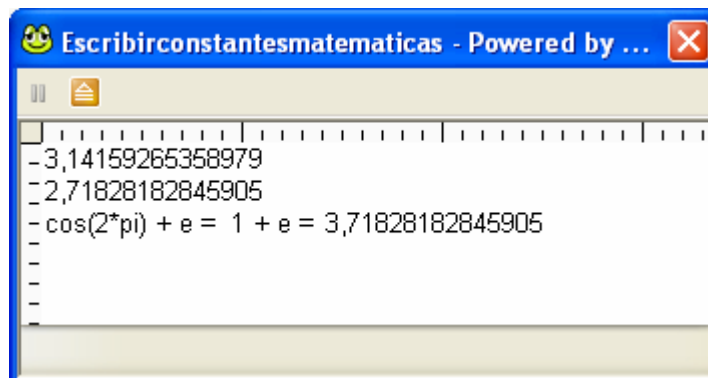 Escribirconstantesmatematicas - Powered by ...
3,14159265358979
2,71828182845905
cos(2*pi) + e = 1 + e = 3,71828182845905